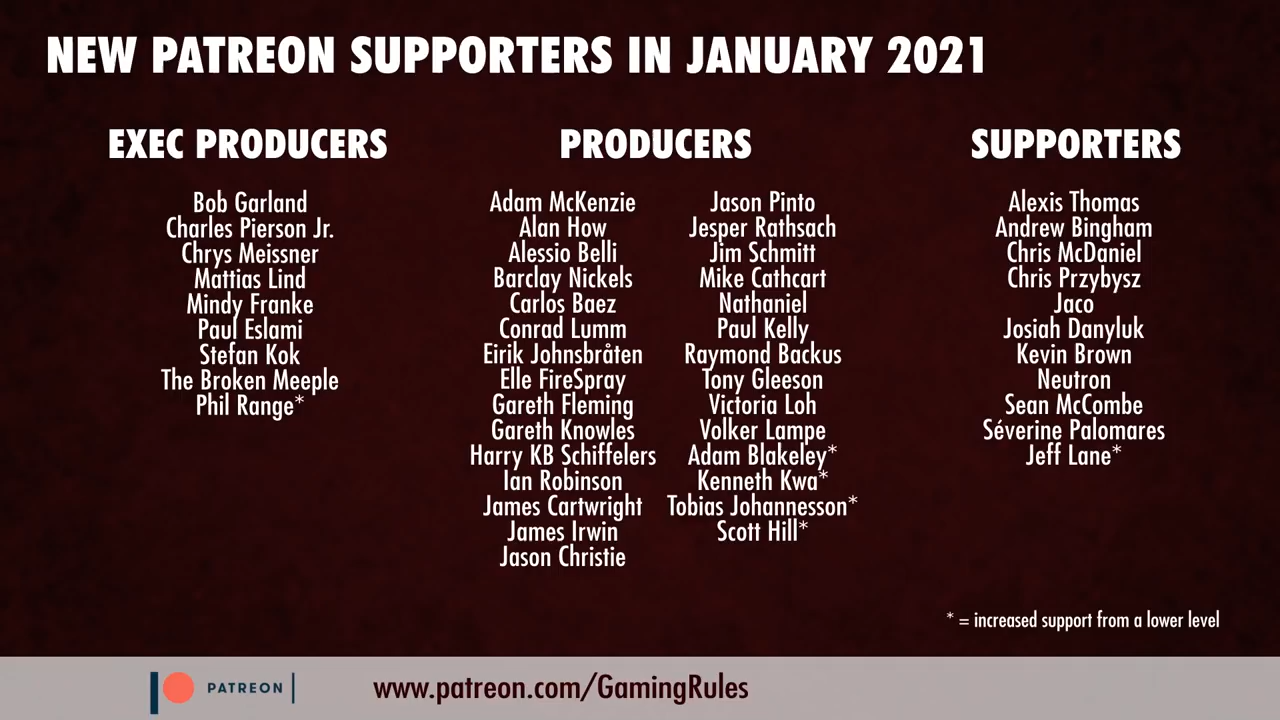 NEW PATREON SUPPORTERS IN JANUARY 2021
EXEC PRODUCERS
Bob Garland
Charles Pierson Jr.
Chrys Meissner
Mattias Lind
Mindy Franke
Paul Eslami
Stefan Kok
The Broken Meeple
Phil Range*
PRODUCERS
Adam McKenzie
Alan How
Alessio Belli
Barclay Nickels
Carlos Baez
Conrad Lumm
Eirik Johnsbråten
Elle FireSpray
Gareth Fleming
Gareth Knowles
Harry KB Schiffelers
Ian Robinson
James Cartwright
James Irwin
Jason Christie
Jason Pinto
Jesper Rathsach
Jim Schmitt
Mike Cathcart
Nathaniel
Paul Kelly
Raymond Backus
Tony Gleeson
Victoria Loh
Volker Lampe
Adam Blakeley*
Kenneth Kwa*
Tobias Johannesson*
Scott Hill*
SUPPORTERS
Alexis Thomas
Andrew Bingham
Chris McDaniel
Chris Przybysz
Jaco
Josiah Danyluk
Kevin Brown
Neutron
Sean McCombe
Séverine Palomares
Jeff Lane*
* = increased support from a lower level
PATREON
www.patreon.com/GamingRules